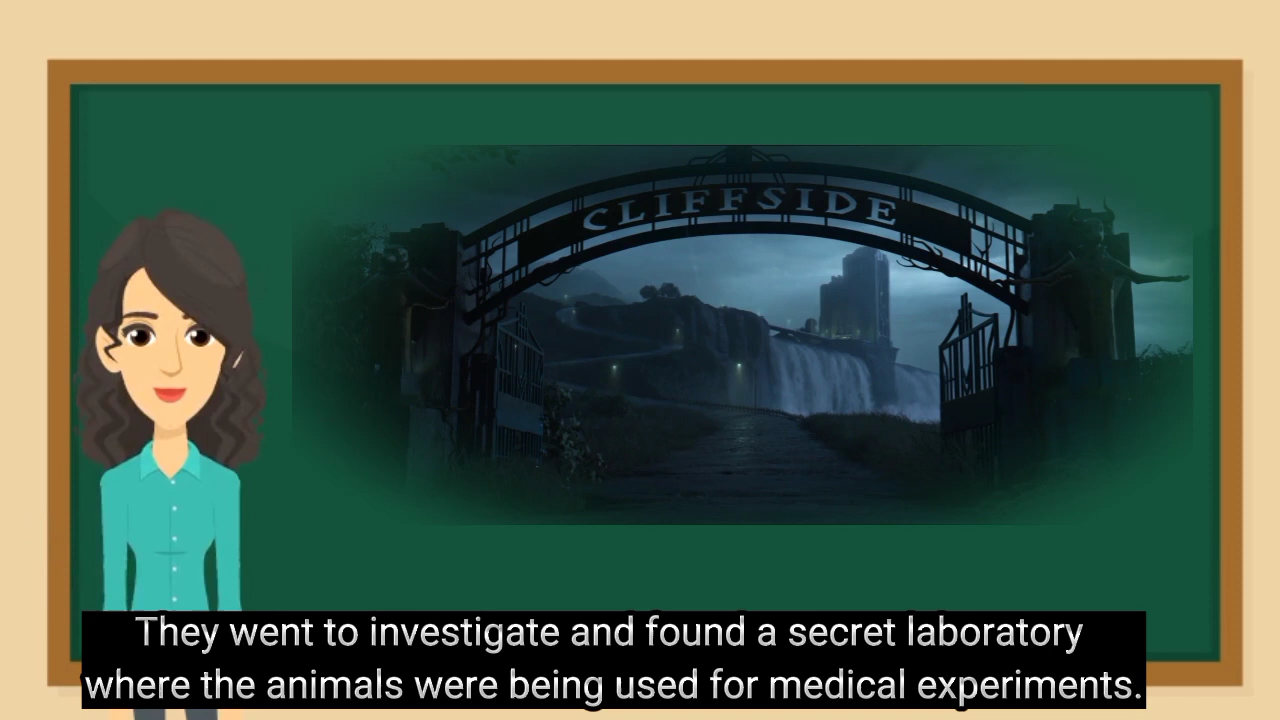 CLIFFSIDE
They went to investigate and found a secret laboratory
where the animals were being used for medical experiments.